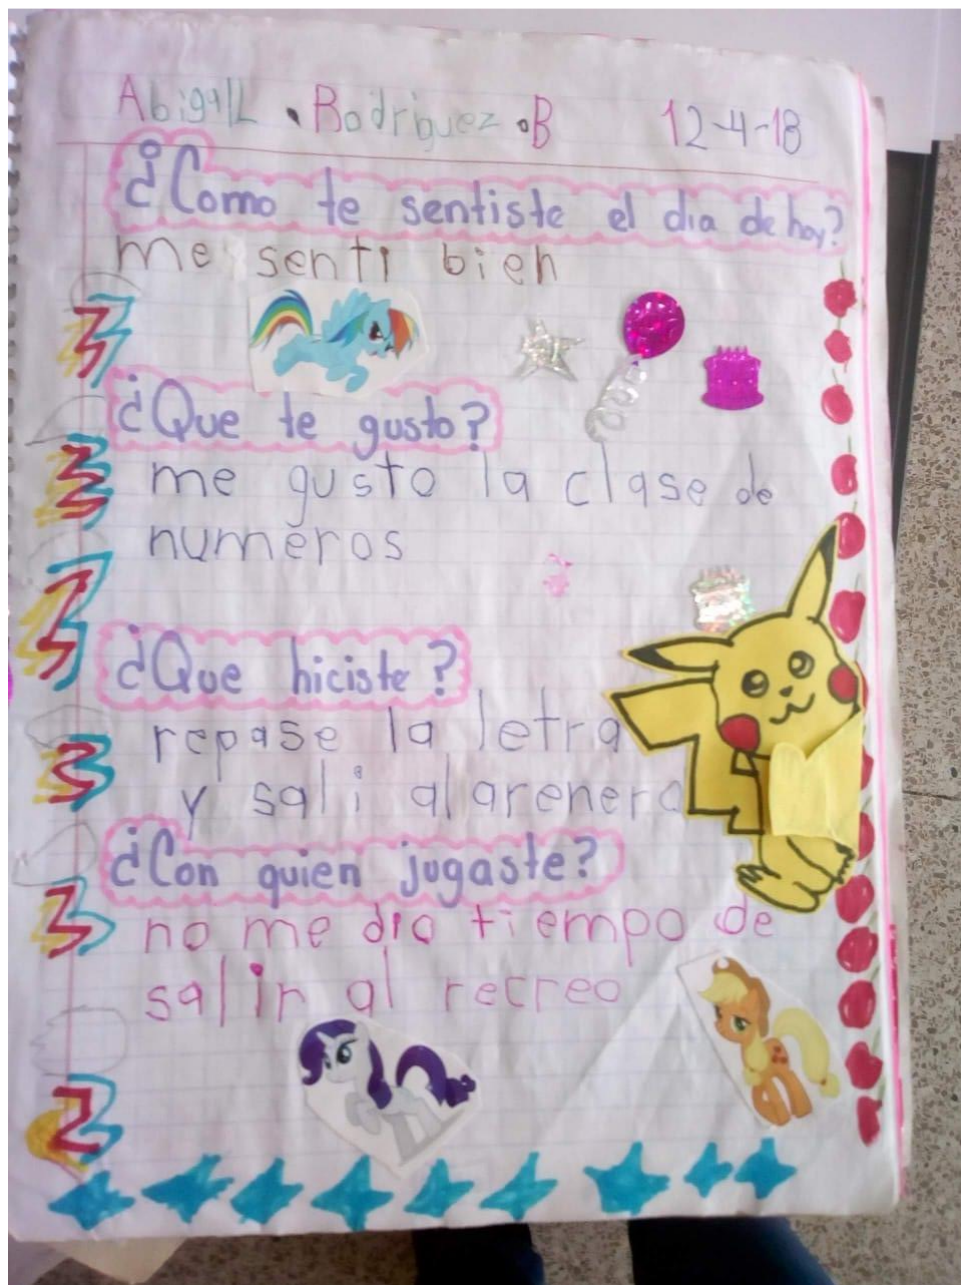 AbigaIL . Rodriguez .B 12-4-18
¿Como te sentiste el dia de hoy?
me senti bien
¿Que te gusto?
me gusto la clase de
numeros
¿Que hiciste?
repase la letra
y sali al arenero
¿Con quien jugaste?
no me dio tiempo de
salir al recreo